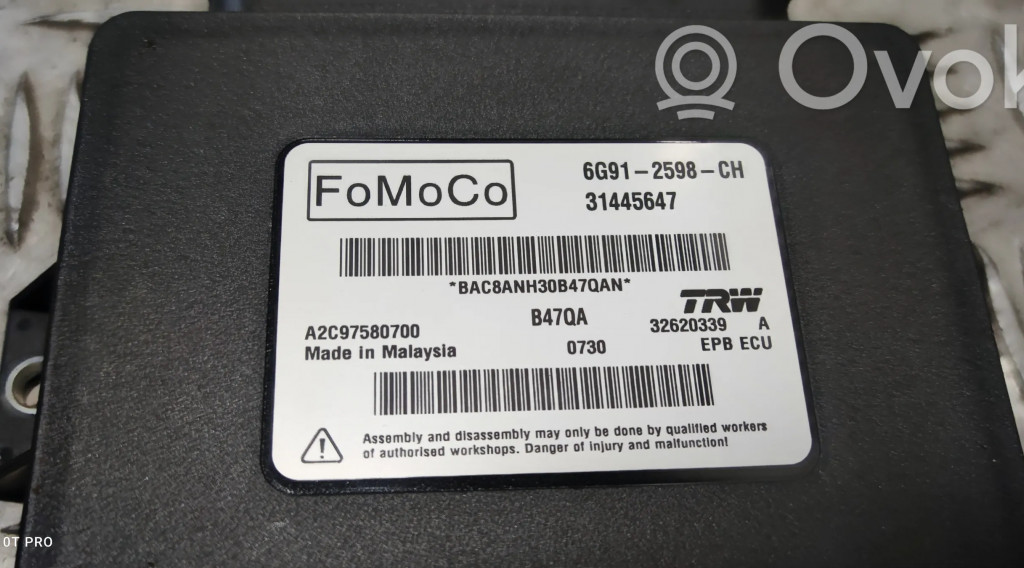 Ovok
FoMoCo
6G91-2598-CH
31445647
*BAC8ANH30B47QAN*
TRW
B47QA
32620339 A
A2C97580700
Made in Malaysia
0730
EPB ECU
Assembly and disassembly may only be done by qualified workers
of authorised workshops. Danger of injury and malfunction!
0T PRO